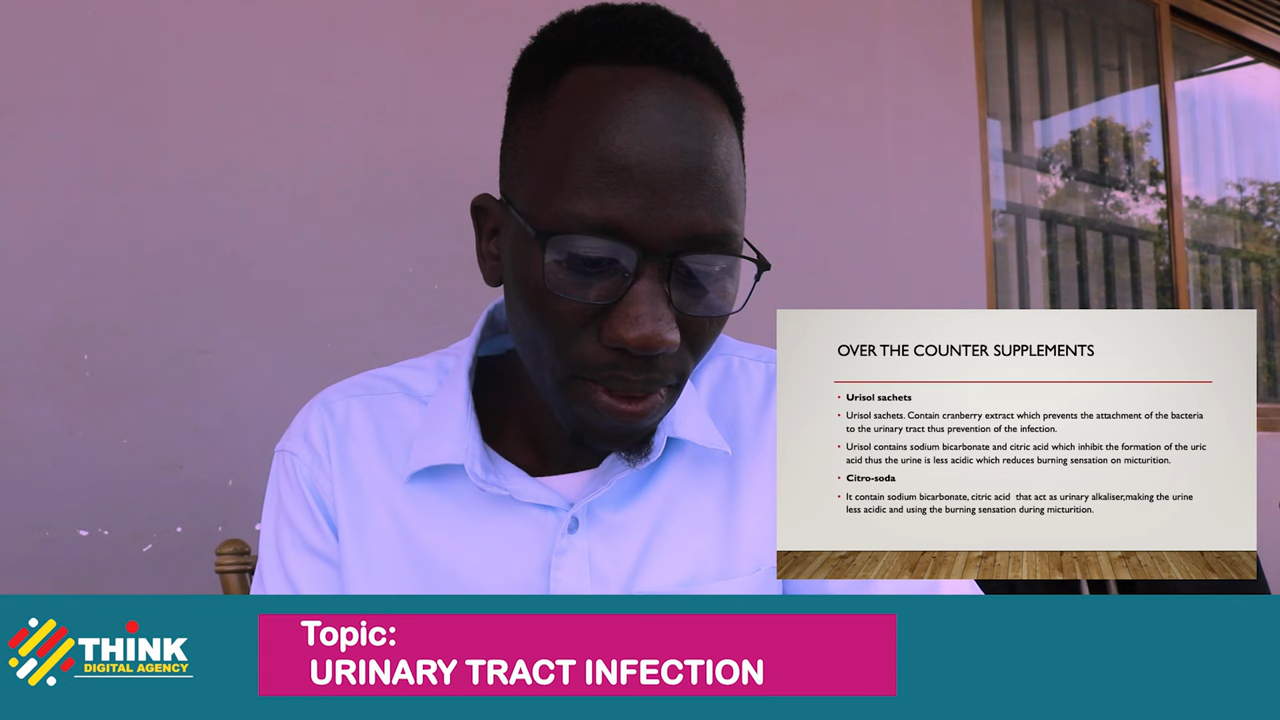 OVER THE COUNTER SUPPLEMENTS
• Urisol sachets
• Urisol sachets. Contain cranberry extract which prevents the attachment of the bacteria
to the urinary tract thus prevention of the infection.
• Urisol contains sodium bicarbonate and citric acid which inhibit the formation of the uric
acid thus the urine is less acidic which reduces burning sensation on micturition.
• Citro-soda
• It contain sodium bicarbonate, citric acid that act as urinary alkaliser,making the urine
less acidic and using the burning sensation during micturition.
THINK
DIGITAL AGENCY
Topic:
URINARY TRACT INFECTION